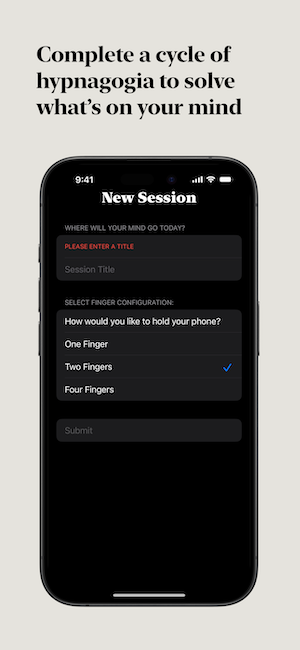 Complete a cycle of
hypnagogia to solve
what's on your mind
9:41
New Session
WHERE WILL YOUR MIND GO TODAY?
PLEASE ENTER A TITLE
Session Title
SELECT FINGER CONFIGURATION:
How would you like to hold your phone?
One Finger
Two Fingers
Four Fingers
Submit